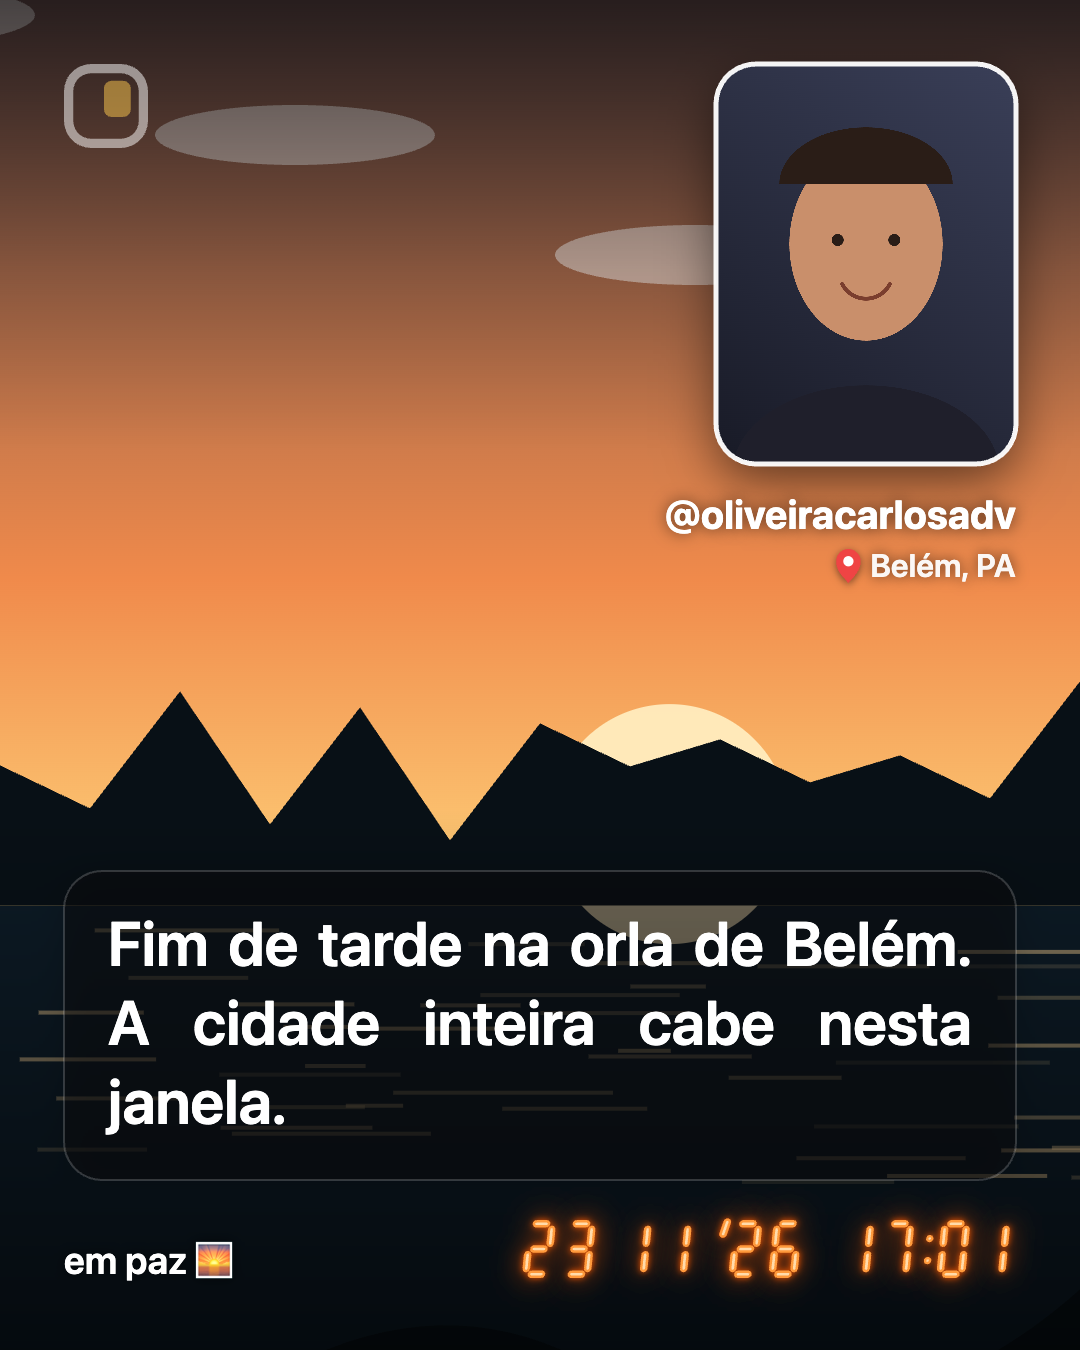 @oliveiracarlosadv
📍 Belém, PA
Fim de tarde na orla de Belém.
A cidade inteira cabe nesta
janela.
em paz 🌅
23 11 '26 17:01